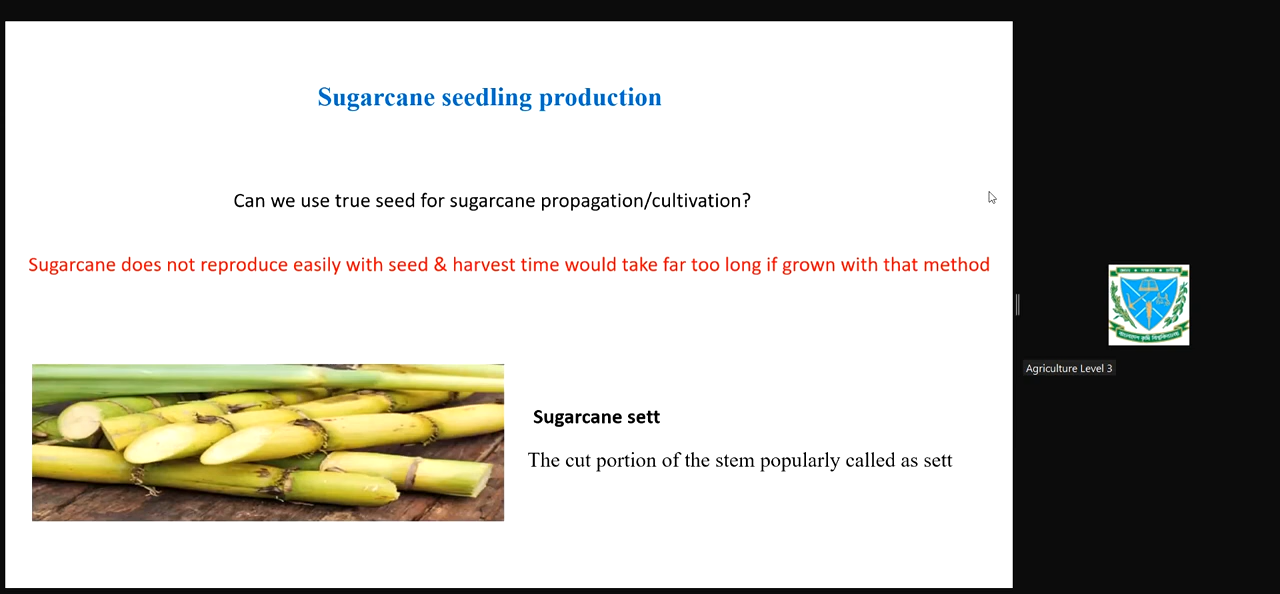 Sugarcane seedling production
Can we use true seed for sugarcane propagation/cultivation?
Sugarcane does not reproduce easily with seed & harvest time would take far too long if grown with that method
Sugarcane sett
The cut portion of the stem popularly called as sett
Agriculture Level 3